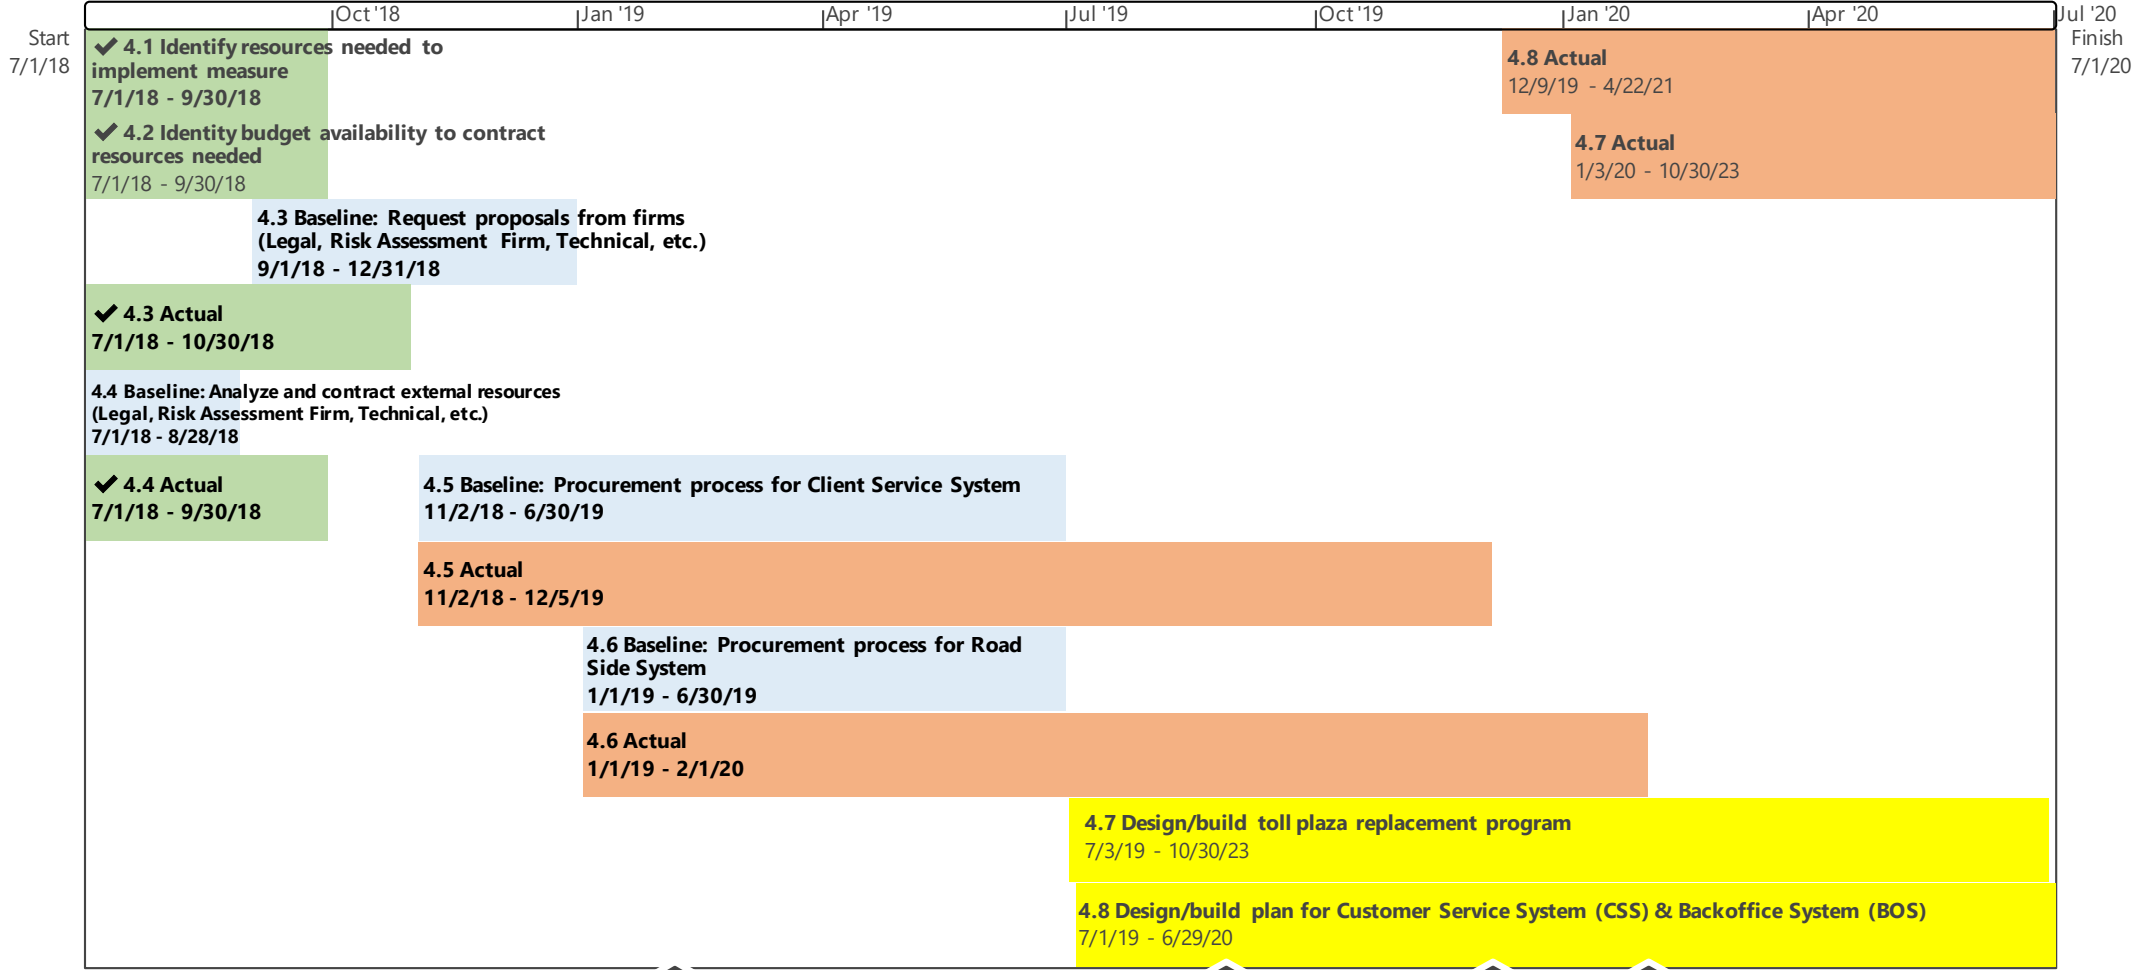 Oct '18
Jan '19
Apr '19
Jul '19
Oct '19
Jan '20
Apr '20
Jul '20
Start
7/1/18
Finish
7/1/20
✔ 4.1 Identify resources needed to
implement measure
7/1/18 - 9/30/18
4.8 Actual
12/9/19 - 4/22/21
✔ 4.2 Identity budget availability to contract
resources needed
7/1/18 - 9/30/18
4.7 Actual
1/3/20 - 10/30/23
4.3 Baseline: Request proposals from firms
(Legal, Risk Assessment Firm, Technical, etc.)
9/1/18 - 12/31/18
✔ 4.3 Actual
7/1/18 - 10/30/18
4.4 Baseline: Analyze and contract external resources
(Legal, Risk Assessment Firm, Technical, etc.)
7/1/18 - 8/28/18
✔ 4.4 Actual
7/1/18 - 9/30/18
4.5 Baseline: Procurement process for Client Service System
11/2/18 - 6/30/19
4.5 Actual
11/2/18 - 12/5/19
4.6 Baseline: Procurement process for Road
Side System
1/1/19 - 6/30/19
4.6 Actual
1/1/19 - 2/1/20
4.7 Design/build toll plaza replacement program
7/3/19 - 10/30/23
4.8 Design/build plan for Customer Service System (CSS) & Backoffice System (BOS)
7/1/19 - 6/29/20